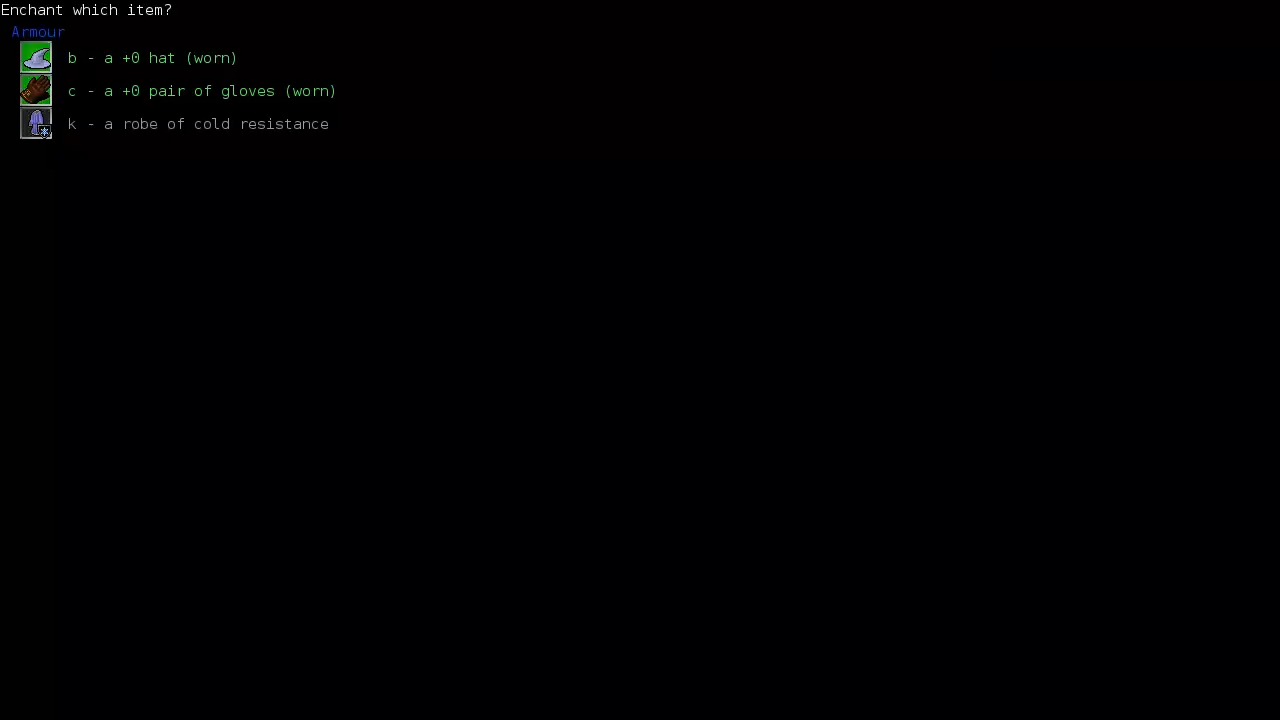 Enchant which item?
Armour
b - a +0 hat (worn)
c - a +0 pair of gloves (worn)
k - a robe of cold resistance